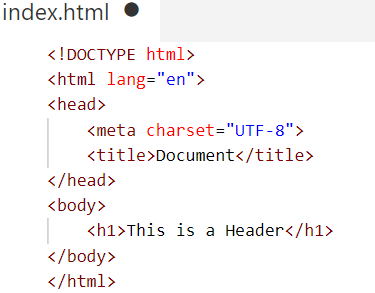 index.html
<!DOCTYPE html>
<html lang="en">
<head>
<meta charset="UTF-8">
<title>Document</title>
</head>
<body>
<h1>This is a Header</h1>
</body>
</html>